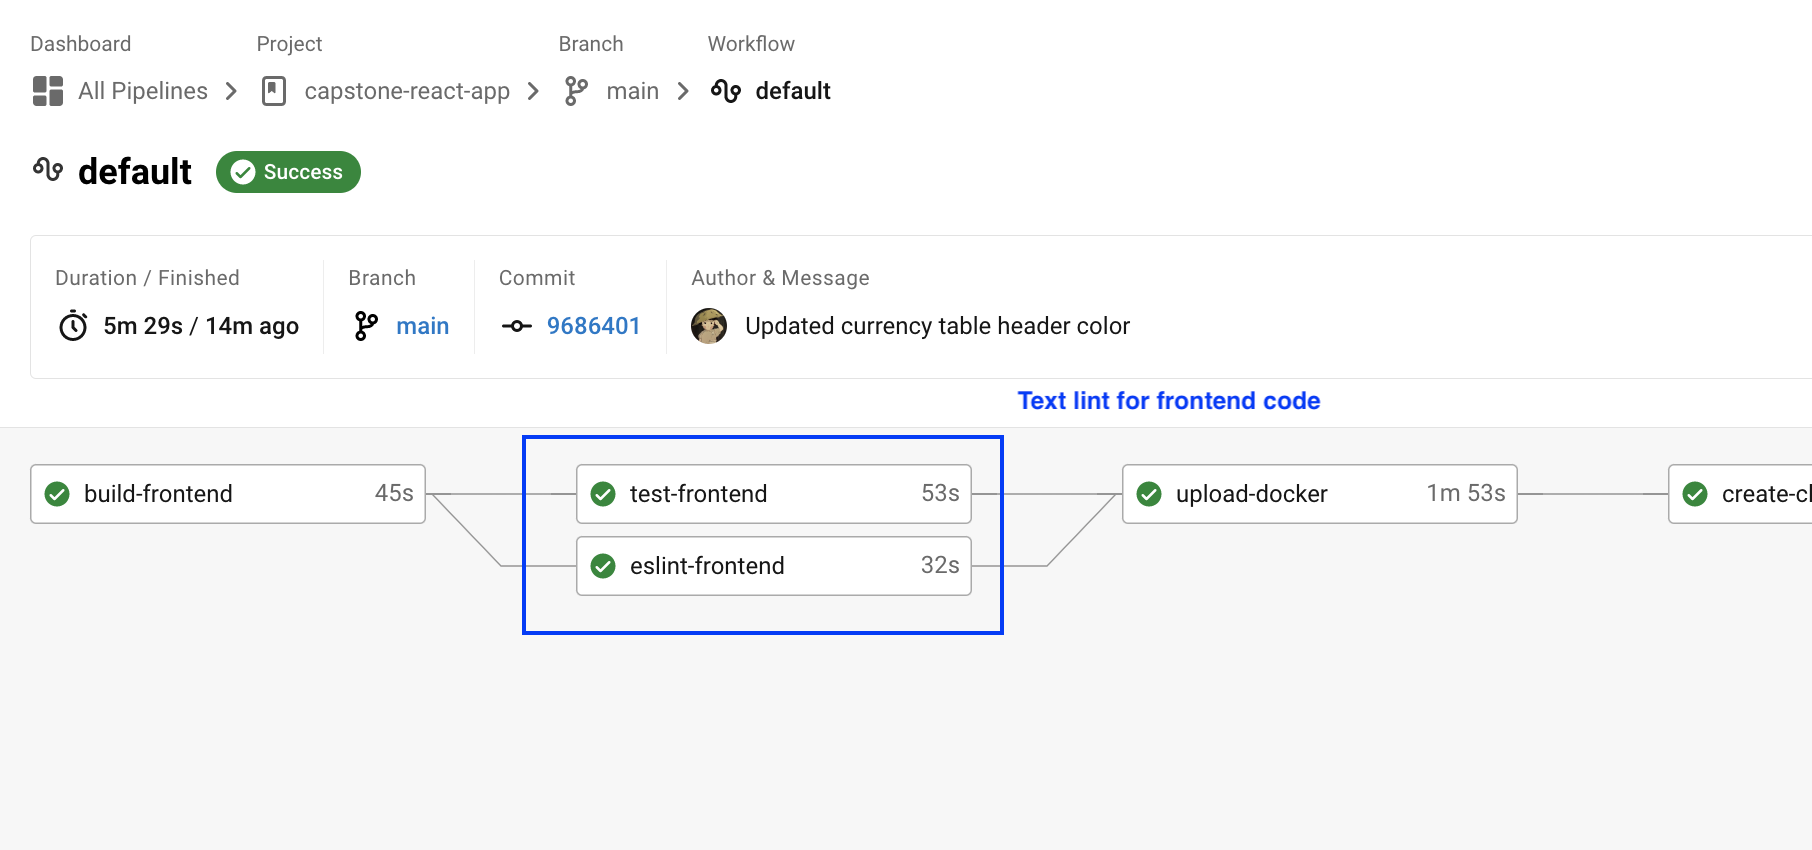 Dashboard Project Branch Workflow
All Pipelines capstone-react-app main default
default Success
Duration / Finished Branch Commit Author & Message
5m 29s / 14m ago main 9686401 Updated currency table header color
Text lint for frontend code
build-frontend 45s test-frontend 53s upload-docker 1m 53s create-cl
eslint-frontend 32s